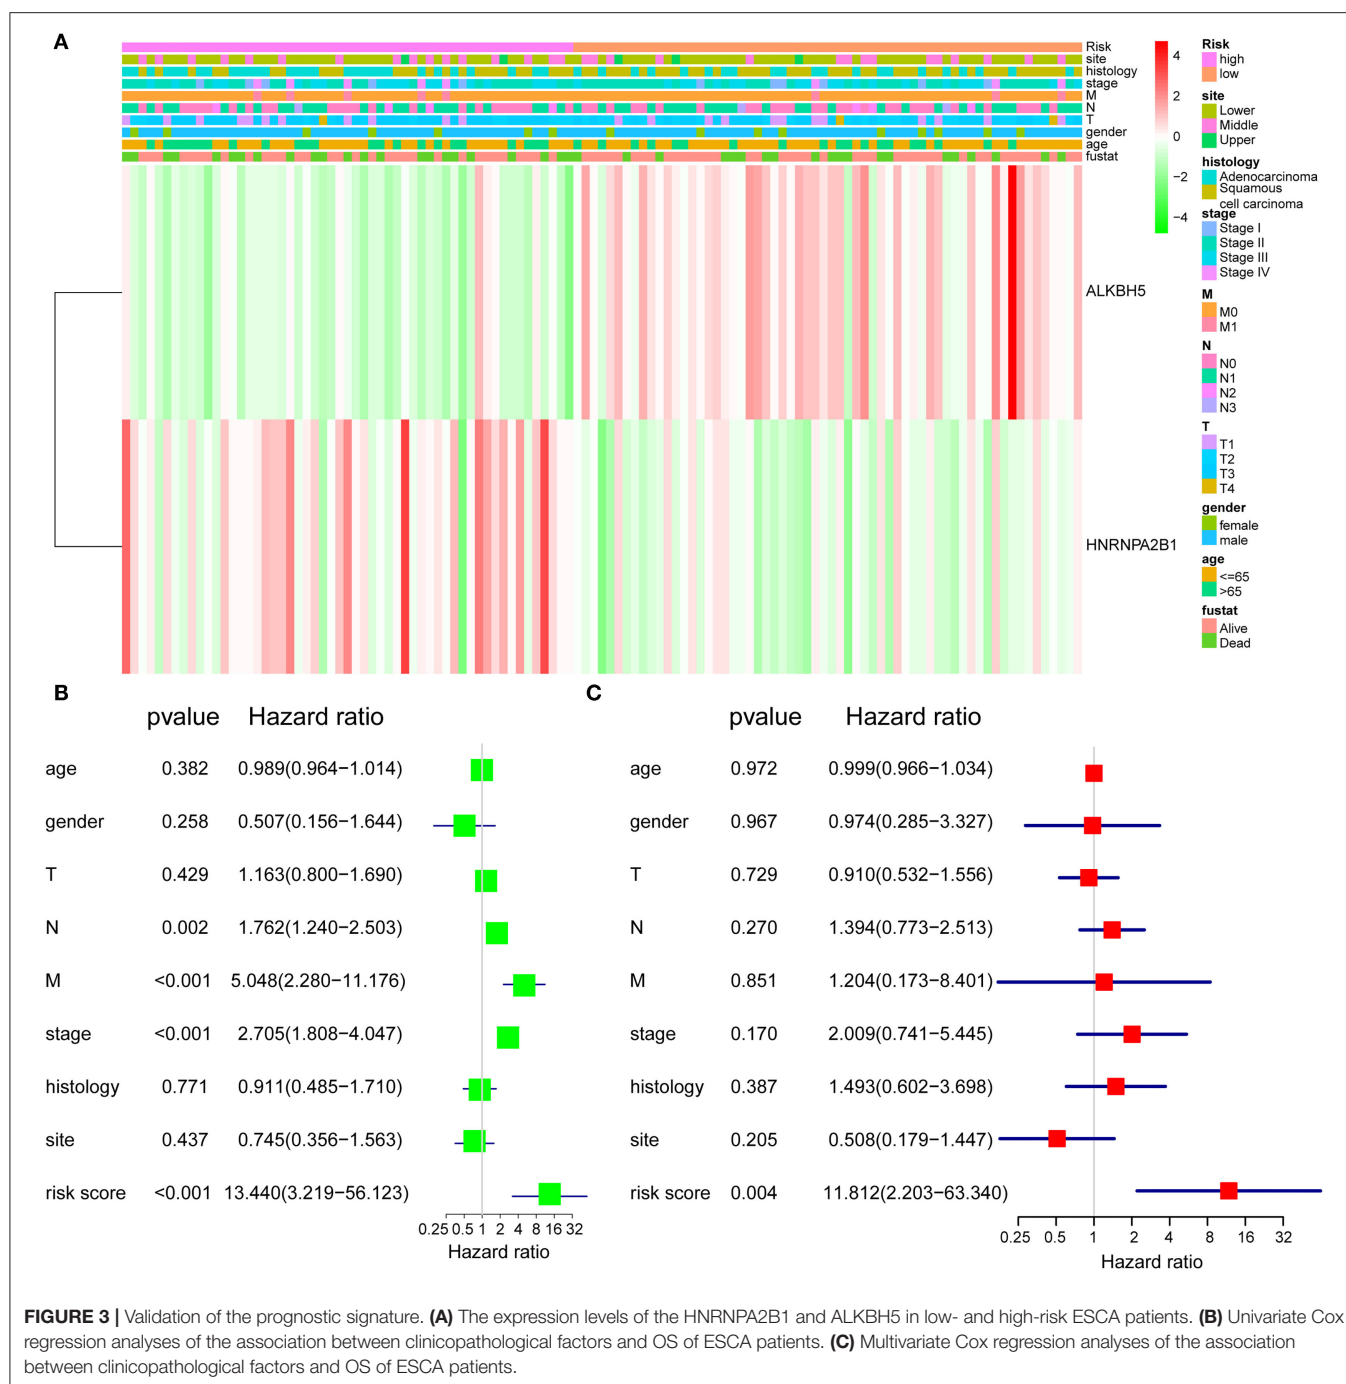 A
Risk
site
histology
stage
M
N
T
gender
age
fustat
ALKBH5
HNRNPA2B1
4
2
0
−2
−4
Risk
high
low
site
Lower
Middle
Upper
histology
Adenocarcinoma
Squamous
cell carcinoma
stage
Stage I
Stage II
Stage III
Stage IV
M
M0
M1
N
N0
N1
N2
N3
T
T1
T2
T3
T4
gender
female
male
age
<=65
>65
fustat
Alive
Dead
B
pvalue Hazard ratio
age 0.382 0.989(0.964−1.014)
gender 0.258 0.507(0.156−1.644)
T 0.429 1.163(0.800−1.690)
N 0.002 1.762(1.240−2.503)
M <0.001 5.048(2.280−11.176)
stage <0.001 2.705(1.808−4.047)
histology 0.771 0.911(0.485−1.710)
site 0.437 0.745(0.356−1.563)
risk score <0.001 13.440(3.219−56.123)
0.25 0.5 1 2 4 8 16 32
Hazard ratio
C
pvalue Hazard ratio
age 0.972 0.999(0.966−1.034)
gender 0.967 0.974(0.285−3.327)
T 0.729 0.910(0.532−1.556)
N 0.270 1.394(0.773−2.513)
M 0.851 1.204(0.173−8.401)
stage 0.170 2.009(0.741−5.445)
histology 0.387 1.493(0.602−3.698)
site 0.205 0.508(0.179−1.447)
risk score 0.004 11.812(2.203−63.340)
0.25 0.5 1 2 4 8 16 32
Hazard ratio
FIGURE 3 | Validation of the prognostic signature. (A) The expression levels of the HNRNPA2B1 and ALKBH5 in low- and high-risk ESCA patients. (B) Univariate Cox
regression analyses of the association between clinicopathological factors and OS of ESCA patients. (C) Multivariate Cox regression analyses of the association
between clinicopathological factors and OS of ESCA patients.